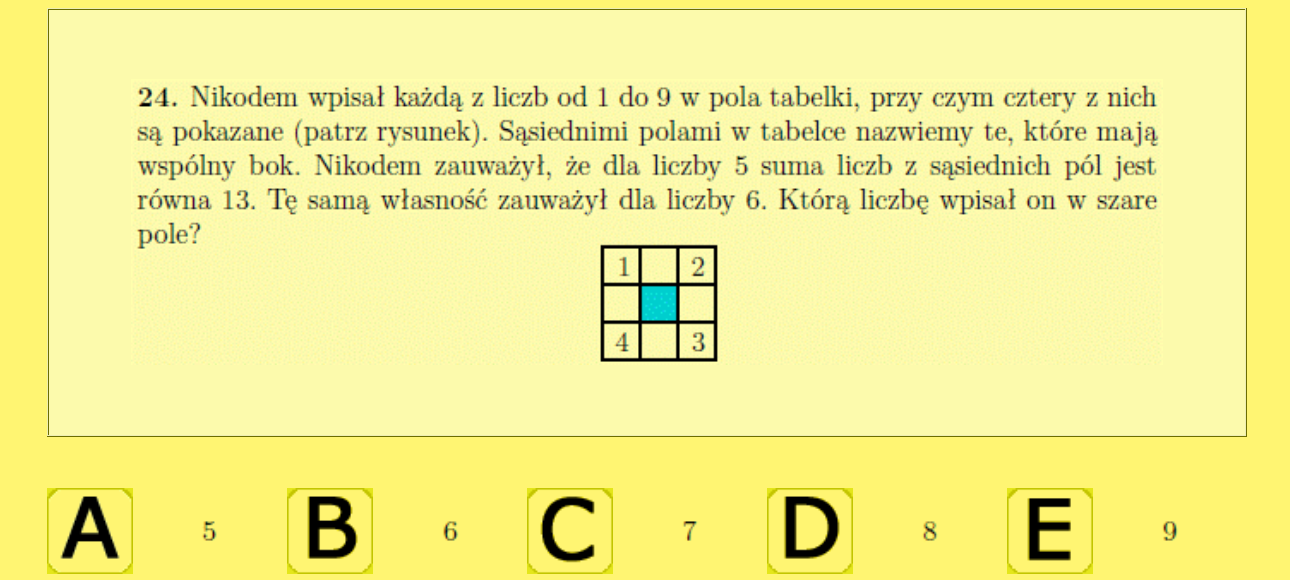 24. Nikodem wpisał każdą z liczb od 1 do 9 w pola tabelki, przy czym cztery z nich
są pokazane (patrz rysunek). Sąsiednimi polami w tabelce nazwiemy te, które mają
wspólny bok. Nikodem zauważył, że dla liczby 5 suma liczb z sąsiednich pól jest
równa 13. Tę samą własność zauważył dla liczby 6. Którą liczbę wpisał on w szare
pole?
1 2
4 3
A 5 B 6 C 7 D 8 E 9